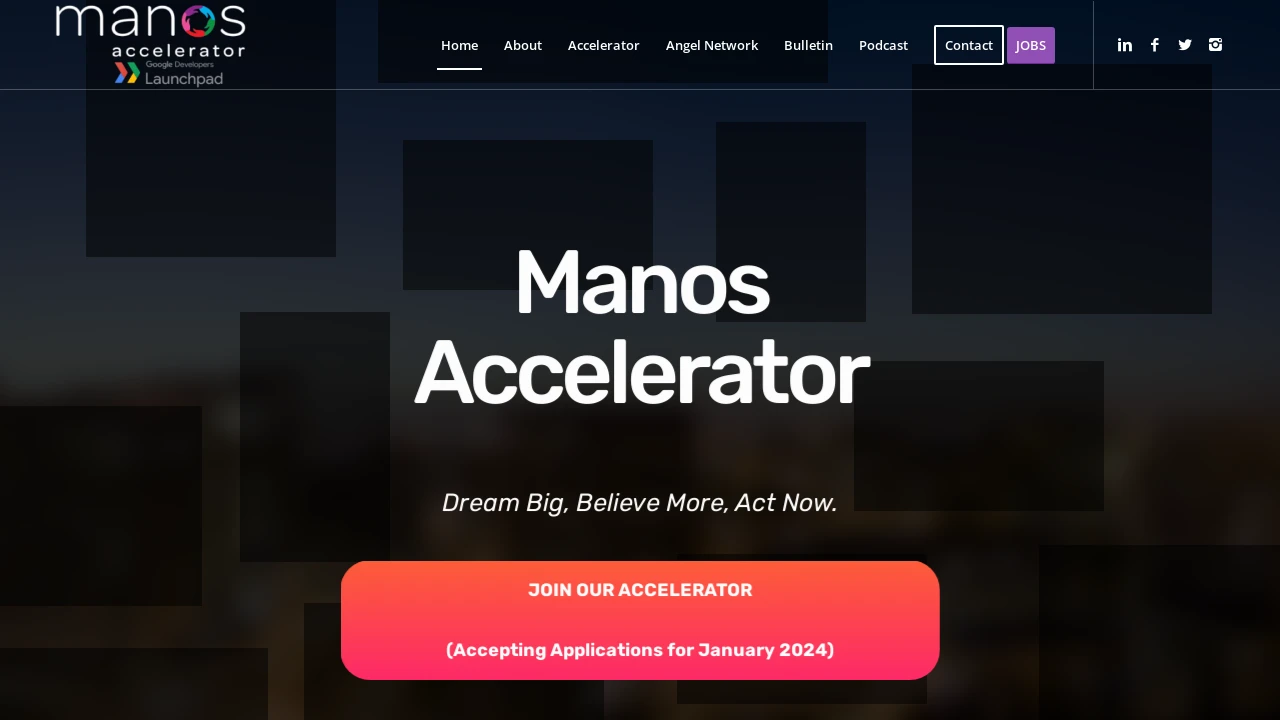 manos
accelerator
Google Developers
Launchpad
Home About Accelerator Angel Network Bulletin Podcast Contact JOBS
Manos
Accelerator
Dream Big, Believe More, Act Now.
JOIN OUR ACCELERATOR
(Accepting Applications for January 2024)